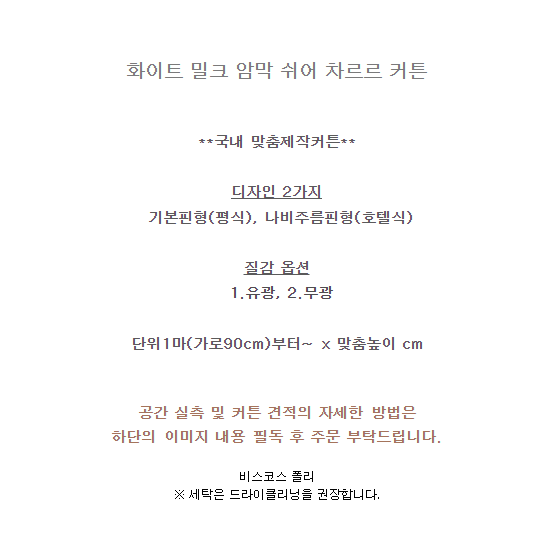 화이트 밀크 암막 쉬어 차르르 커튼
**국내 맞춤제작커튼**
디자인 2가지
기본핀형(평식), 나비주름핀형(호텔식)
질감 옵션
1.유광, 2.무광
단위1마(가로90cm)부터~ x 맞춤높이 cm
공간 실측 및 커튼 견적의 자세한 방법은
하단의 이미지 내용 필독 후 주문 부탁드립니다.
비스코스 폴리
※ 세탁은 드라이클리닝을 권장합니다.